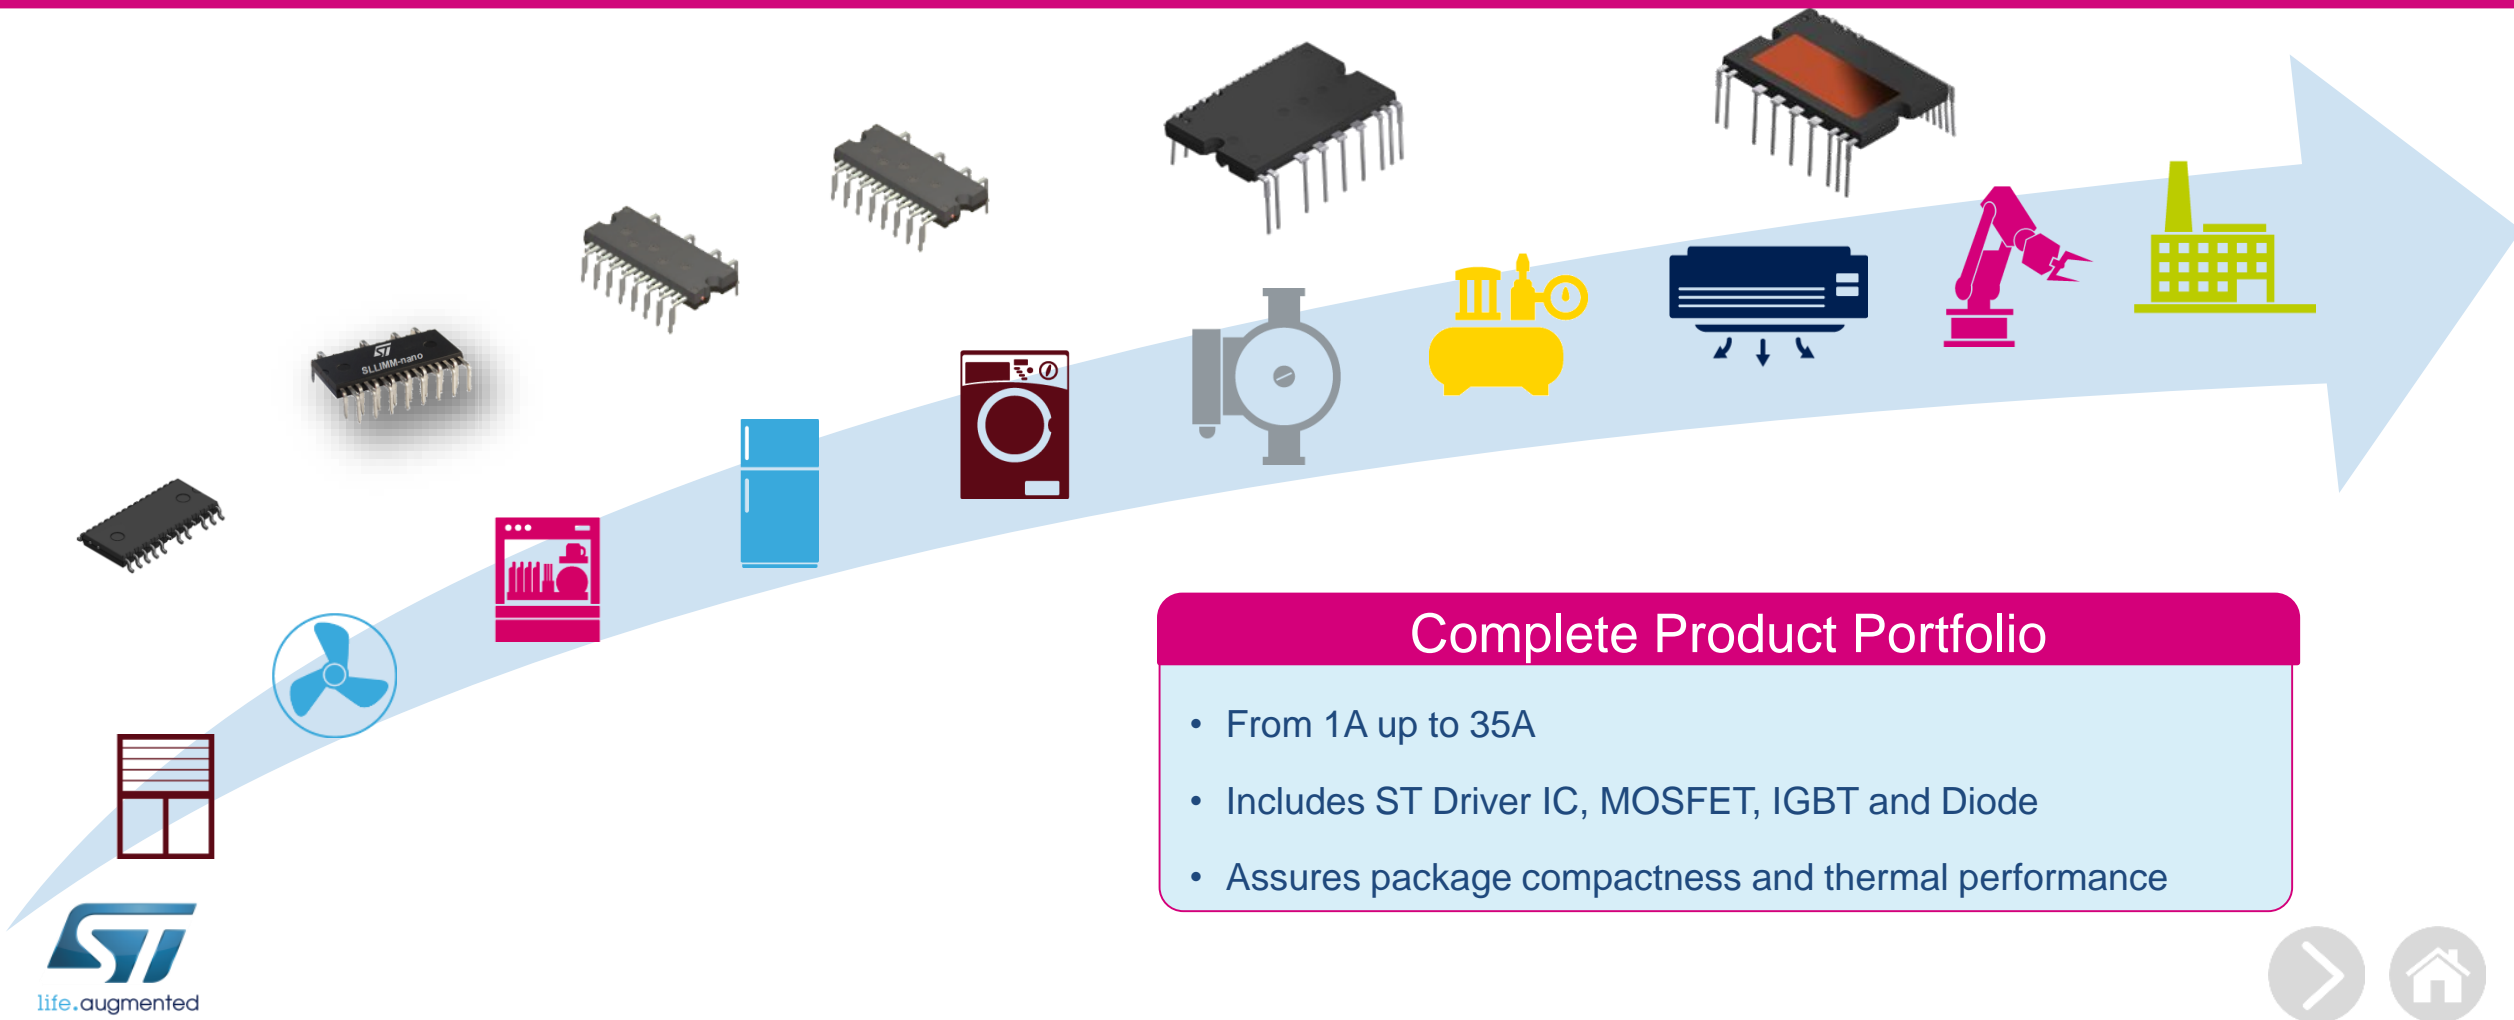 SLLIMM-nano
Complete Product Portfolio
• From 1A up to 35A
• Includes ST Driver IC, MOSFET, IGBT and Diode
• Assures package compactness and thermal performance
ST
life.augmented